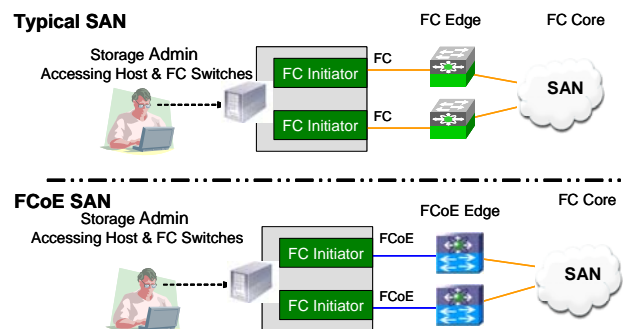 Typical SAN
FC Edge
FC Core
Storage Admin
Accessing Host & FC Switches
FC Initiator
FC
SAN
FC Initiator
FC
FCoE SAN
FC Core
Storage Admin
FCoE Edge
Accessing Host & FC Switches
FC Initiator
FCoE
SAN
FC Initiator
FCoE